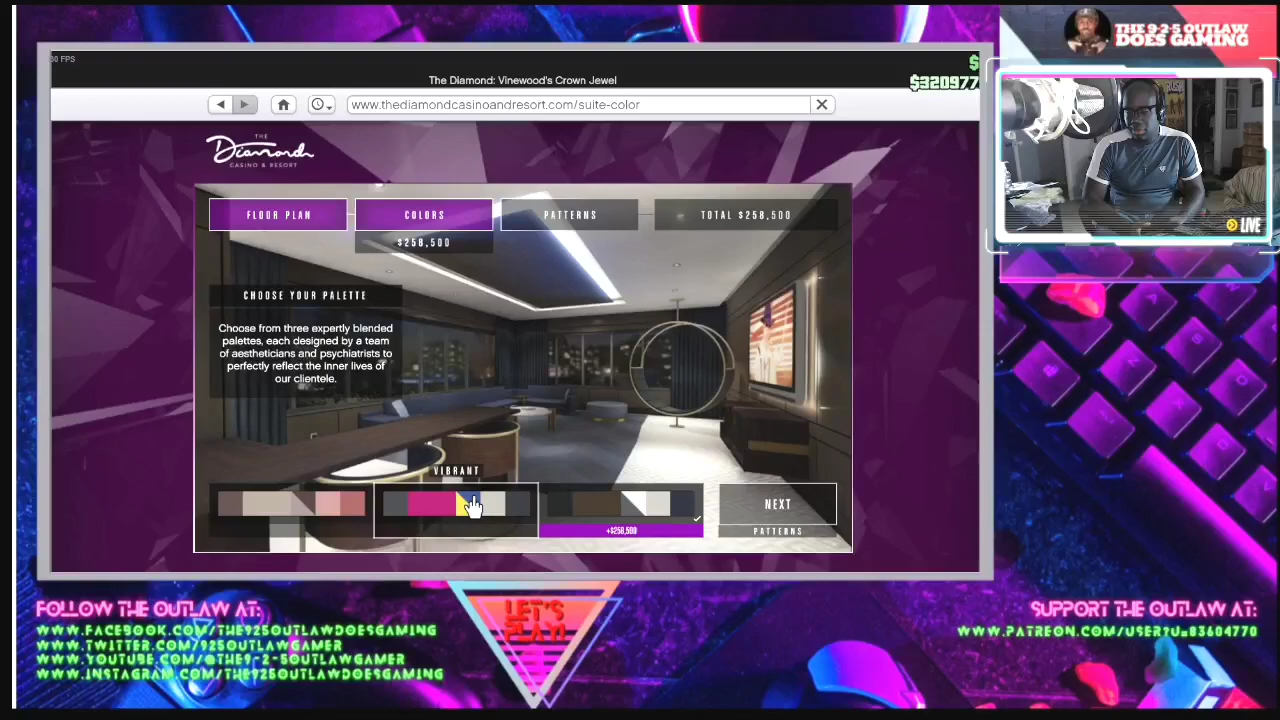 THE 9-2-5 OUTLAW
DOES GAMING
30 FPS
The Diamond: Vinewood's Crown Jewel
$
$320977
www.thediamondcasinoandresort.com/suite-color
THE
Diamond
CASINO & RESORT
FLOOR PLAN
COLORS
PATTERNS
TOTAL $258,500
$258,500
LIVE
CHOOSE YOUR PALETTE
Choose from three expertly blended
palettes, each designed by a team
of aestheticians and psychiatrists to
perfectly reflect the inner lives of
our clientele.
VIBRANT
NEXT
+$258,500
PATTERNS
FOLLOW THE OUTLAW AT:
WWW.FACEBOOK.COM/THE925OUTLAWDOESGAMING
WWW.TWITTER.COM/925OUTLAWGAMER
WWW.YOUTUBE.COM/@THE9-2-5OUTLAWGAMER
WWW.INSTAGRAM.COM/THE925OUTLAWDOESGAMING
LET'S
PLAY!
SUPPORT THE OUTLAW AT:
WWW.PATREON.COM/USER?U=83604770